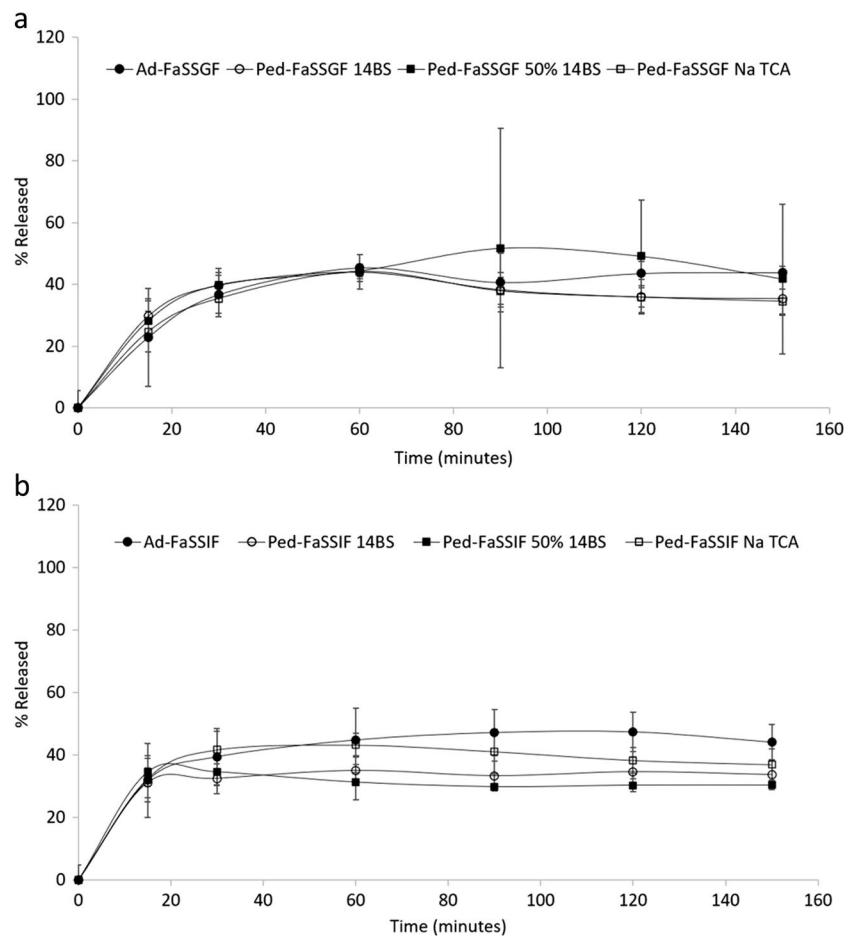 a
120
Ad-FaSSGF Ped-FaSSGF 14BS Ped-FaSSGF 50% 14BS Ped-FaSSGF Na TCA
100
80
60
40
20
0
% Released
0 20 40 60 80 100 120 140 160
Time (minutes)
b
120
Ad-FaSSIF Ped-FaSSIF 14BS Ped-FaSSIF 50% 14BS Ped-FaSSIF Na TCA
100
80
60
40
20
0
% Released
0 20 40 60 80 100 120 140 160
Time (minutes)